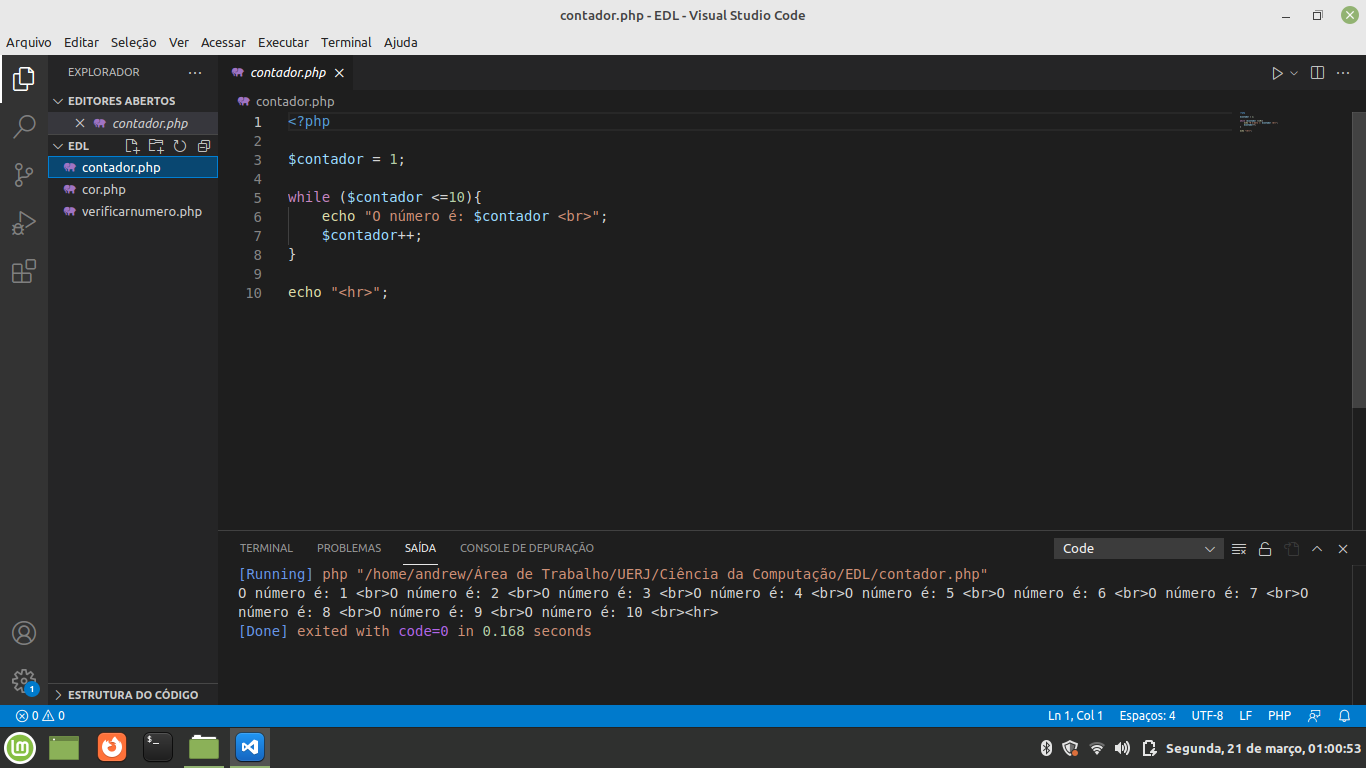 contador.php - EDL - Visual Studio Code
Arquivo Editar Seleção Ver Acessar Executar Terminal Ajuda
EXPLORADOR
EDITORES ABERTOS
contador.php
EDL
contador.php
cor.php
verificarnumero.php
ESTRUTURA DO CÓDIGO
1
contador.php
contador.php
1 <?php
2
3 $contador = 1;
4
5 while ($contador <=10){
6 echo "O número é: $contador <br>";
7 $contador++;
8 }
9
10 echo "<hr>";
TERMINAL PROBLEMAS SAÍDA CONSOLE DE DEPURAÇÃO Code
[Running] php "/home/andrew/Área de Trabalho/UERJ/Ciência da Computação/EDL/contador.php"
O número é: 1 <br>O número é: 2 <br>O número é: 3 <br>O número é: 4 <br>O número é: 5 <br>O número é: 6 <br>O número é: 7 <br>O
número é: 8 <br>O número é: 9 <br>O número é: 10 <br><hr>
[Done] exited with code=0 in 0.168 seconds
0 0 Ln 1, Col 1 Espaços: 4 UTF-8 LF PHP
Segunda, 21 de março, 01:00:53